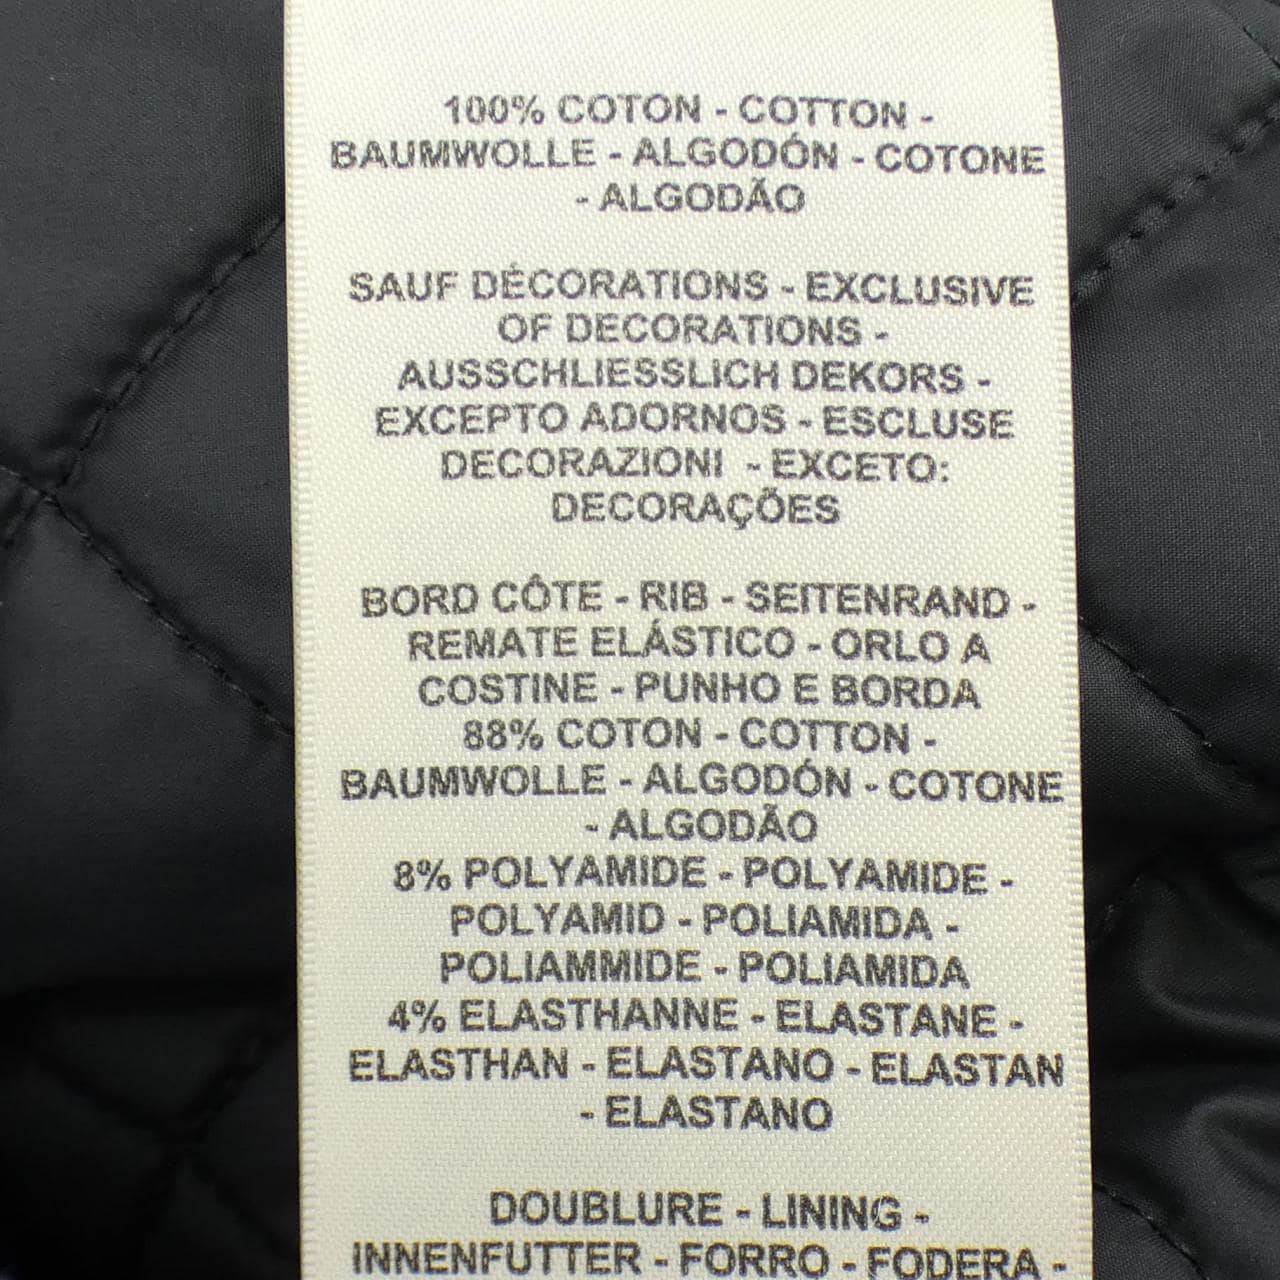 100% COTON - COTTON -
BAUMWOLLE - ALGODÓN - COTONE
- ALGODÃO
SAUF DÉCORATIONS - EXCLUSIVE
OF DECORATIONS -
AUSSCHLIESSLICH DEKORS -
EXCEPTO ADORNOS - ESCLUSE
DECORAZIONI - EXCETO:
DECORAÇÕES
BORD CÔTE - RIB - SEITENRAND -
REMATE ELÁSTICO - ORLO A
COSTINE - PUNHO E BORDA
88% COTON - COTTON -
BAUMWOLLE - ALGODÓN - COTONE
- ALGODÃO
8% POLYAMIDE - POLYAMIDE -
POLYAMID - POLIAMIDA -
POLIAMMIDE - POLIAMIDA
4% ELASTHANNE - ELASTANE -
ELASTHAN - ELASTANO - ELASTAN
- ELASTANO
DOUBLURE - LINING -
INNENFUTTER - FORRO - FODERA -